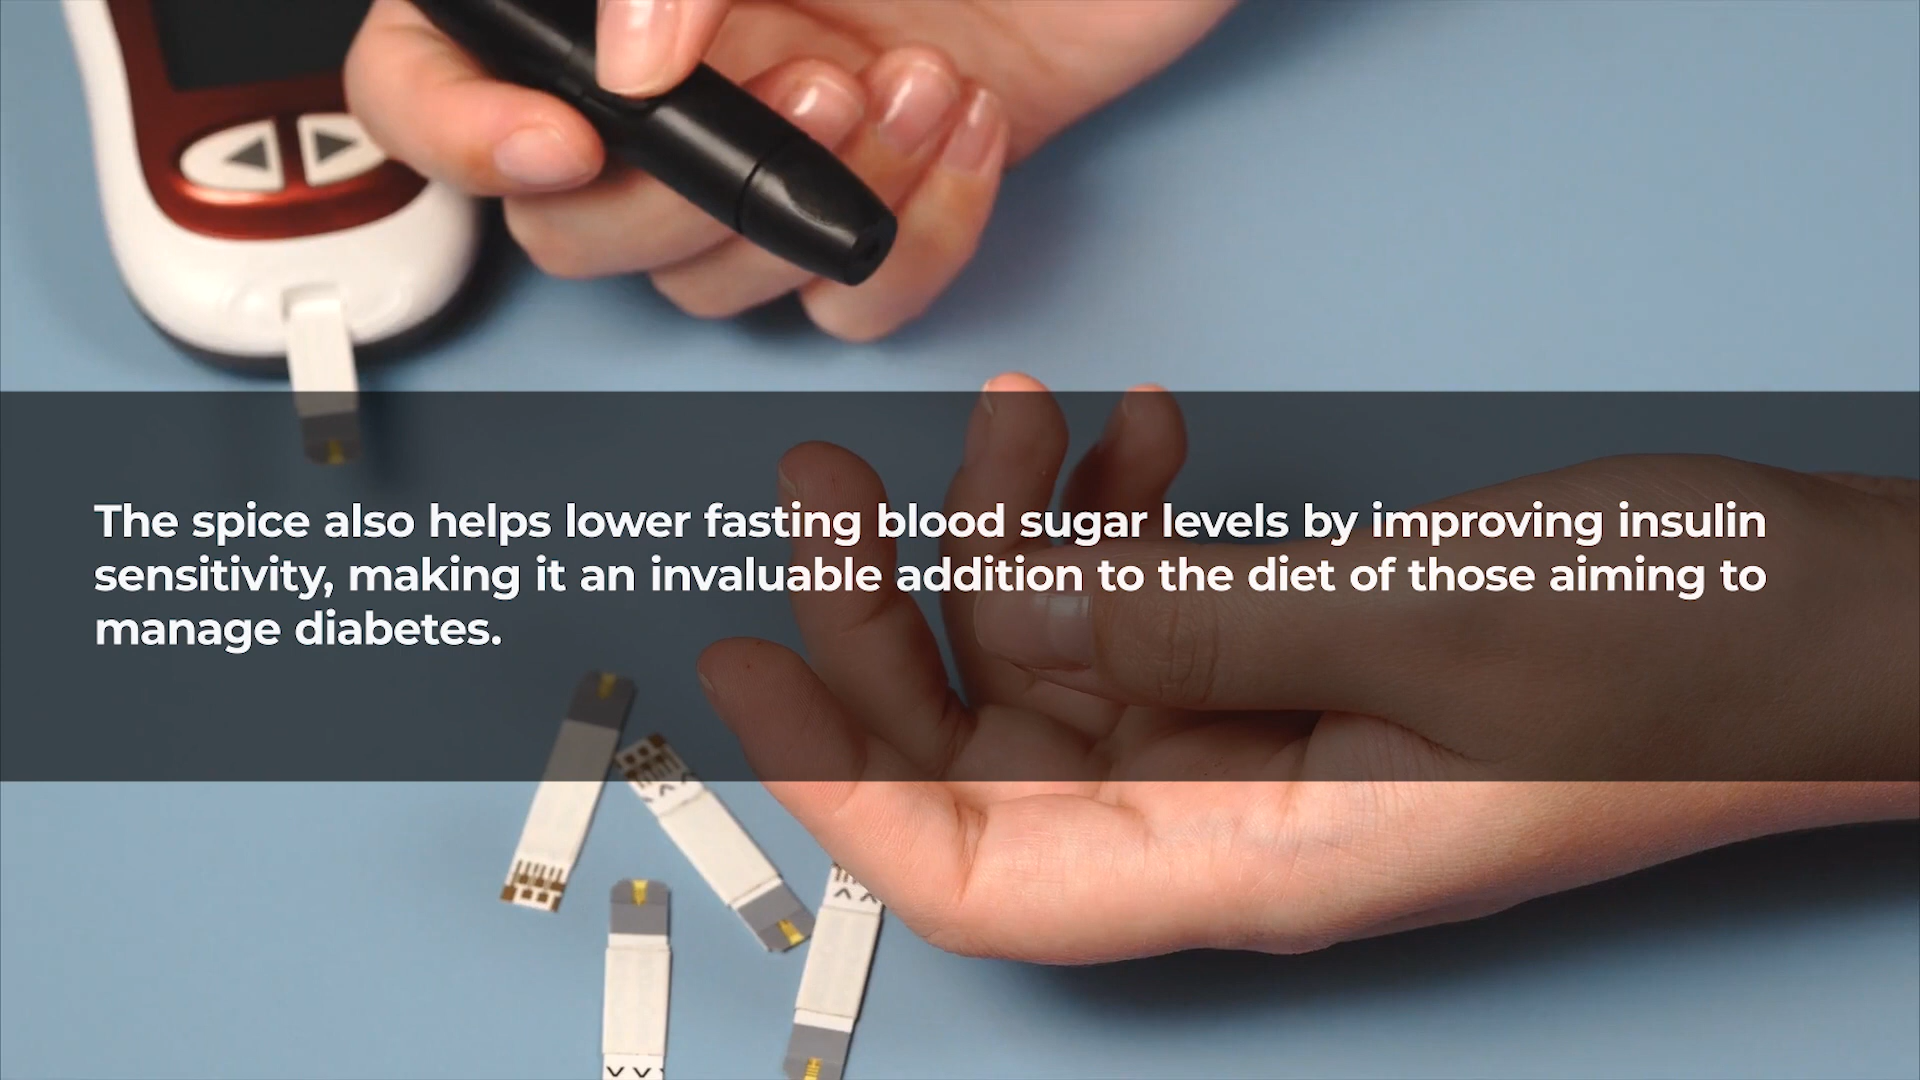 The spice also helps lower fasting blood sugar levels by improving insulin
sensitivity, making it an invaluable addition to the diet of those aiming to
manage diabetes.